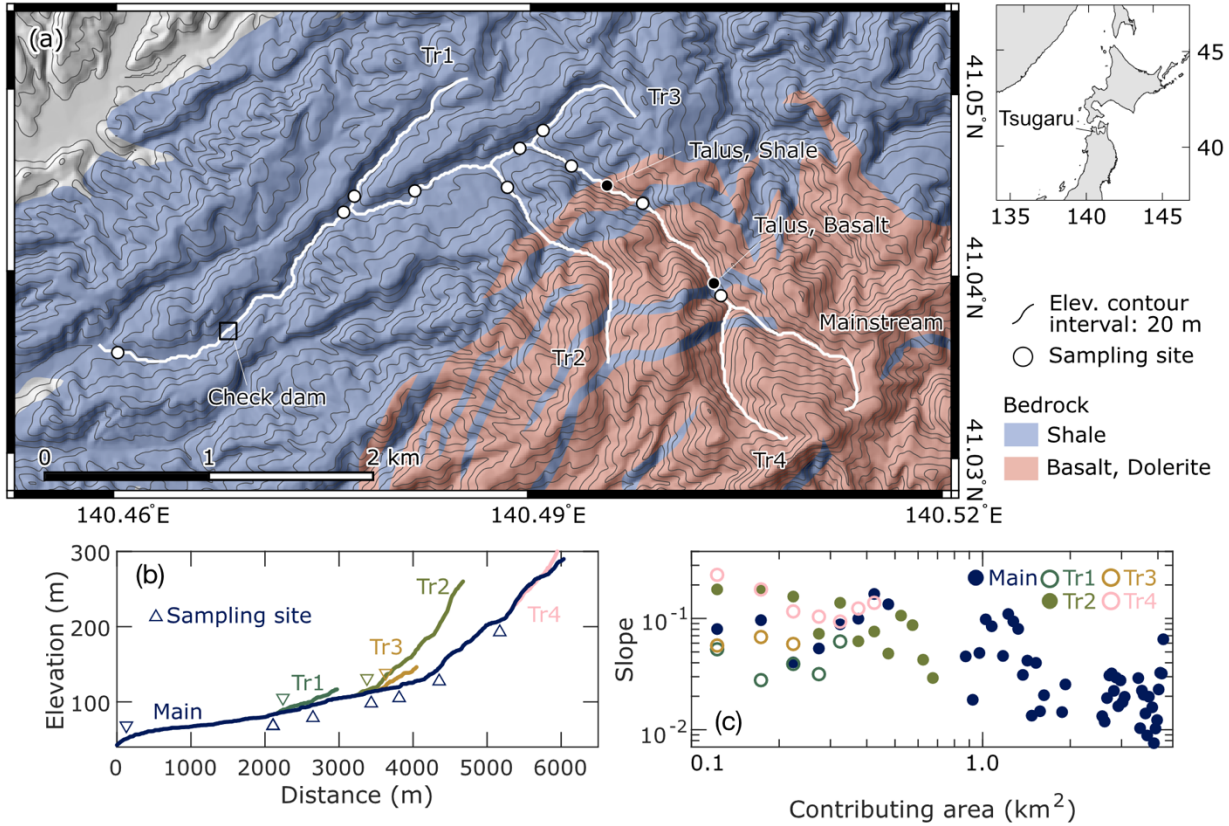 (a)
Tr1
Tr3
Talus, Shale
Talus, Basalt
Mainstream
Tr2
Check dam
Tr4
0 1 2 km
140.46°E 140.49°E 140.52°E
41.05°N
41.04°N
41.03°N
Tsugaru
45
40
135 140 145
Elev. contour
interval: 20 m
Sampling site
Bedrock
Shale
Basalt, Dolerite
(b)
Elevation (m)
300
200
100
Sampling site
Tr2
Tr3
Tr1
Tr4
Main
0 1000 2000 3000 4000 5000 6000
Distance (m)
(c)
Slope
10-1
10-2
Main Tr1 Tr3
Tr2 Tr4
0.1 1.0
Contributing area (km2)